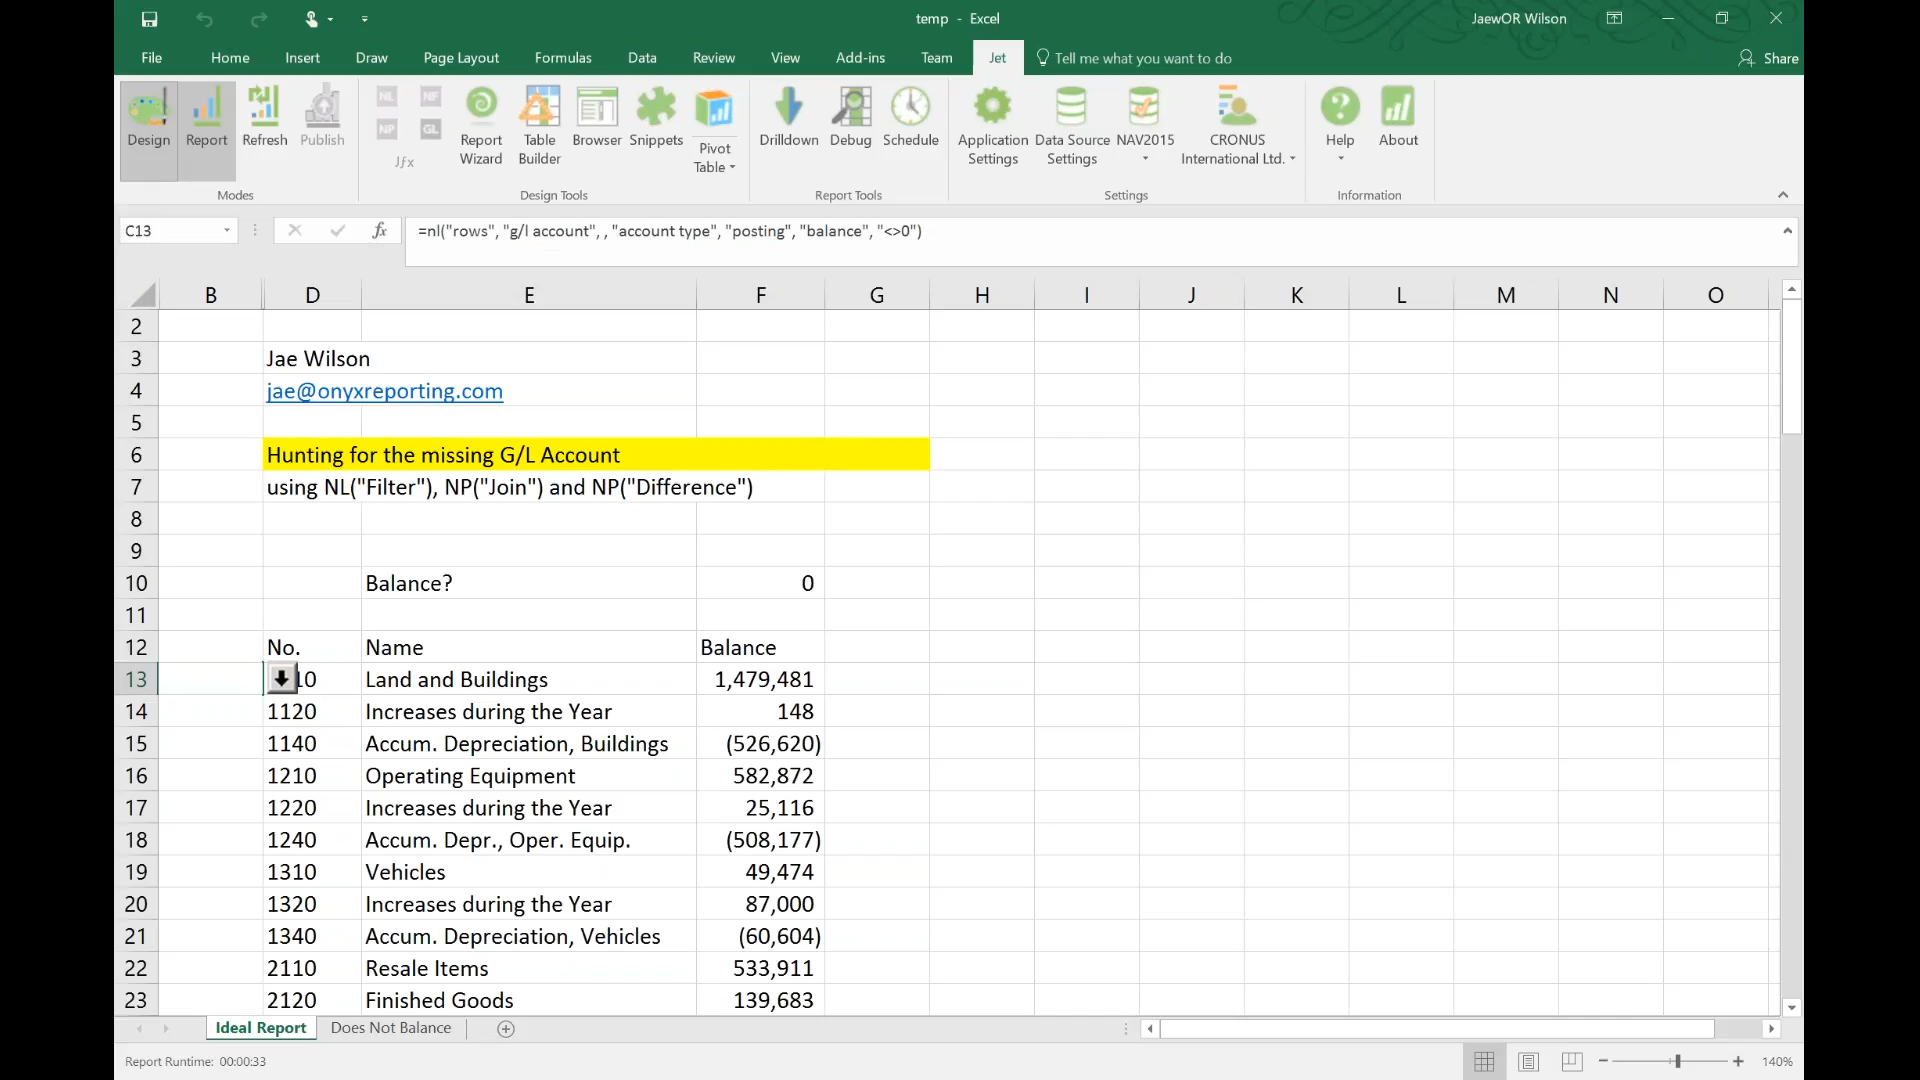 temp - Excel
JaewOR Wilson
File Home Insert Draw Page Layout Formulas Data Review View Add-ins Team Jet Tell me what you want to do Share
Design Report Refresh Publish
NL NF
NP GL
Jfx
Report Wizard
Table Builder
Browser Snippets
Pivot Table
Drilldown Debug Schedule
Application Settings
Data Source Settings
NAV2015
CRONUS International Ltd.
Help About
Modes Design Tools Report Tools Settings Information
C13 fx =nl("rows", "g/l account", , "account type", "posting", "balance", "<>0")
B D E F G H I J K L M N O
2
3 Jae Wilson
4 jae@onyxreporting.com
5
6 Hunting for the missing G/L Account
7 using NL("Filter"), NP("Join") and NP("Difference")
8
9
10 Balance? 0
11
12 No. Name Balance
13 10 Land and Buildings 1,479,481
14 1120 Increases during the Year 148
15 1140 Accum. Depreciation, Buildings (526,620)
16 1210 Operating Equipment 582,872
17 1220 Increases during the Year 25,116
18 1240 Accum. Depr., Oper. Equip. (508,177)
19 1310 Vehicles 49,474
20 1320 Increases during the Year 87,000
21 1340 Accum. Depreciation, Vehicles (60,604)
22 2110 Resale Items 533,911
23 2120 Finished Goods 139,683
Ideal Report Does Not Balance
Report Runtime: 00:00:33
140%